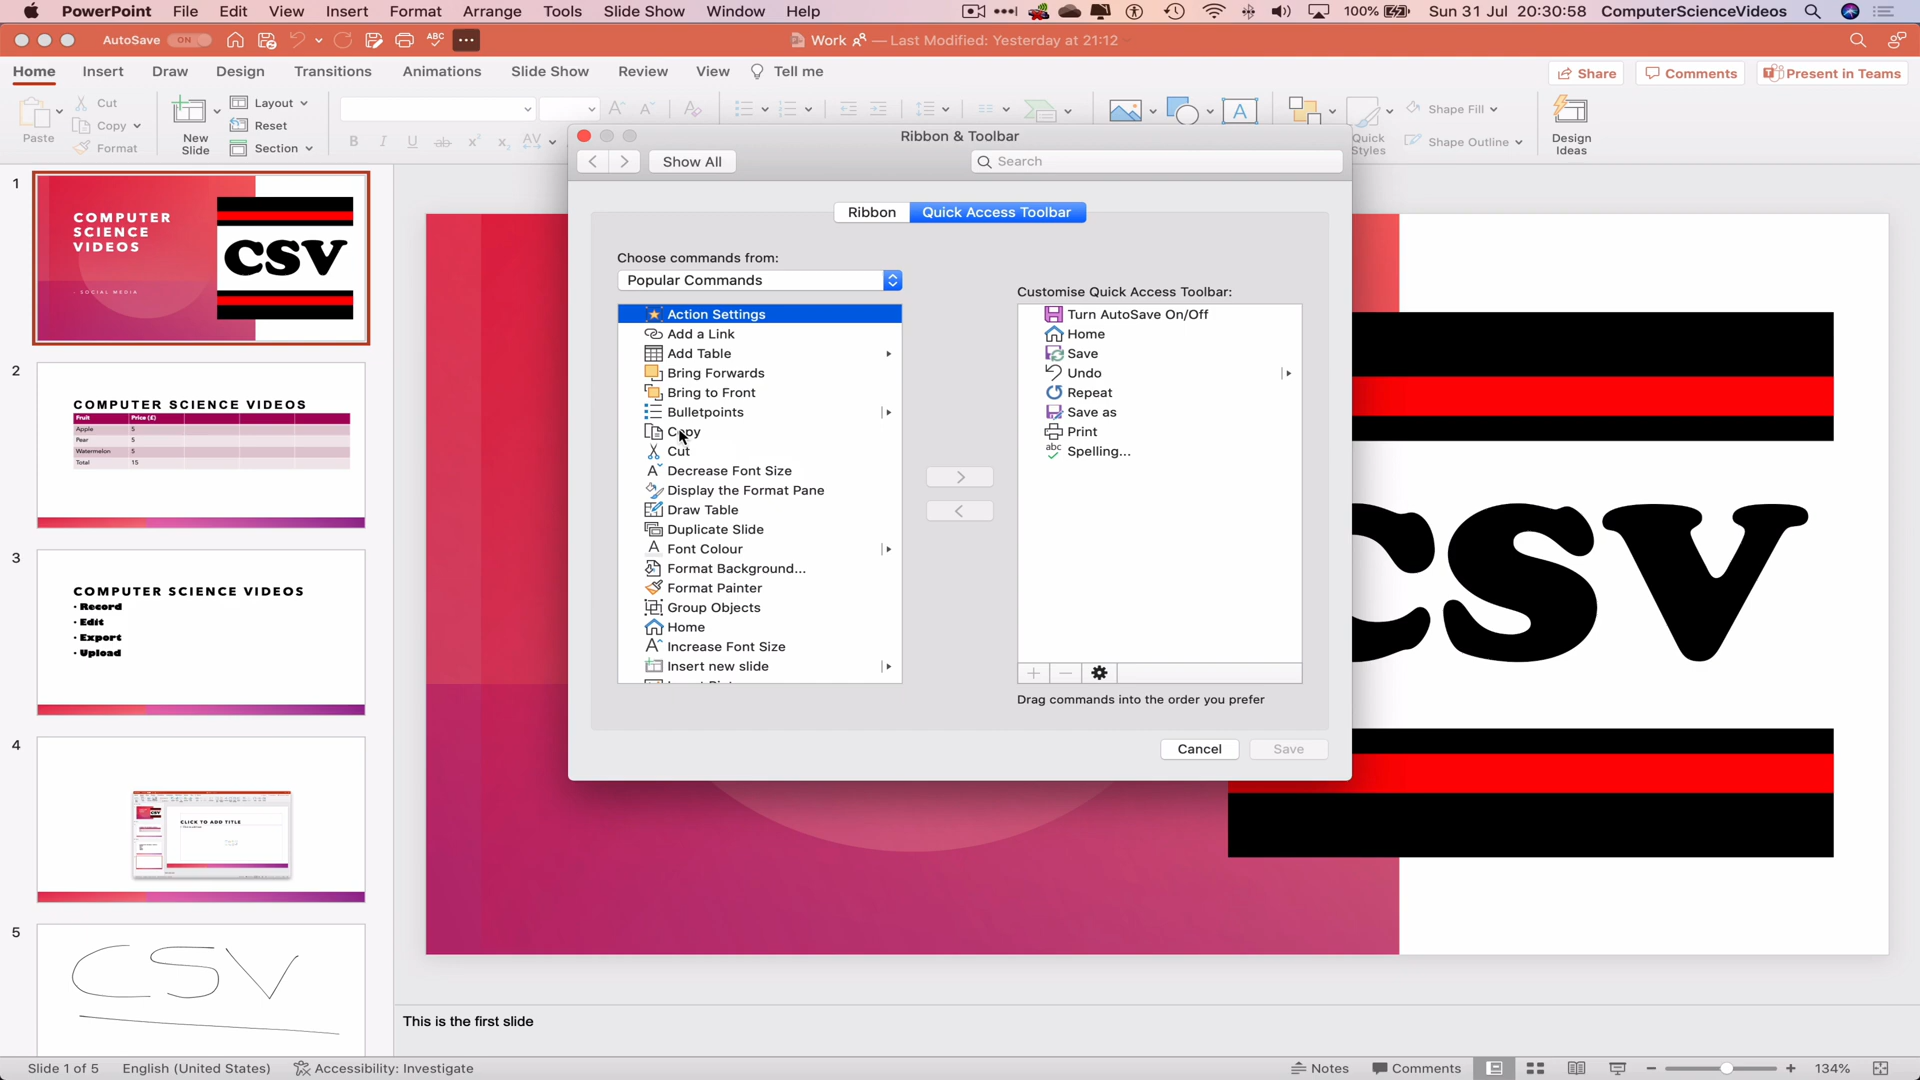 PowerPoint File Edit View Insert Format Arrange Tools Slide Show Window Help 100% Sun 31 Jul 20:30:58 ComputerScienceVideos
AutoSave ON Work — Last Modified: Yesterday at 21:12
Home Insert Draw Design Transitions Animations Slide Show Review View Tell me Share Comments Present in Teams
Paste Cut Copy Format
New Slide Layout Reset Section
Shape Fill Shape Outline
Quick Styles
Design Ideas
Ribbon & Toolbar
Show All Search
Ribbon Quick Access Toolbar
Choose commands from:
Popular Commands
Action Settings
Add a Link
Add Table
Bring Forwards
Bring to Front
Bulletpoints
Copy
Cut
Decrease Font Size
Display the Format Pane
Draw Table
Duplicate Slide
Font Colour
Format Background...
Format Painter
Group Objects
Home
Increase Font Size
Insert new slide
Customise Quick Access Toolbar:
Turn AutoSave On/Off
Home
Save
Undo
Repeat
Save as
Print
Spelling...
Drag commands into the order you prefer
Cancel Save
1
COMPUTER
SCIENCE
VIDEOS
- SOCIAL MEDIA
CSV
2
COMPUTER SCIENCE VIDEOS
Fruit Price (£)
Apple 5
Pear 5
Watermelon 5
Total 15
3
COMPUTER SCIENCE VIDEOS
- Record
- Edit
- Export
- Upload
4
CLICK TO ADD TITLE
5
CSV
CSV
This is the first slide
Slide 1 of 5 English (United States) Accessibility: Investigate Notes Comments 134%